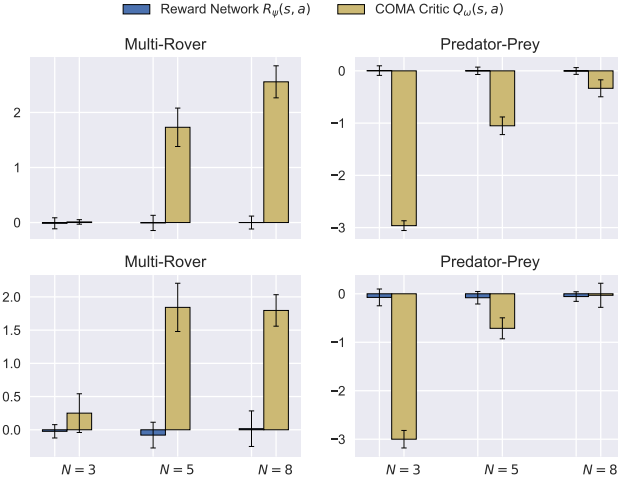 Reward Network Rψ(s, a) COMA Critic Qω(s, a)
Multi-Rover
2
1
0
Predator-Prey
0
−1
−2
−3
Multi-Rover
2.0
1.5
1.0
0.5
0.0
N = 3 N = 5 N = 8
Predator-Prey
0
−1
−2
−3
N = 3 N = 5 N = 8